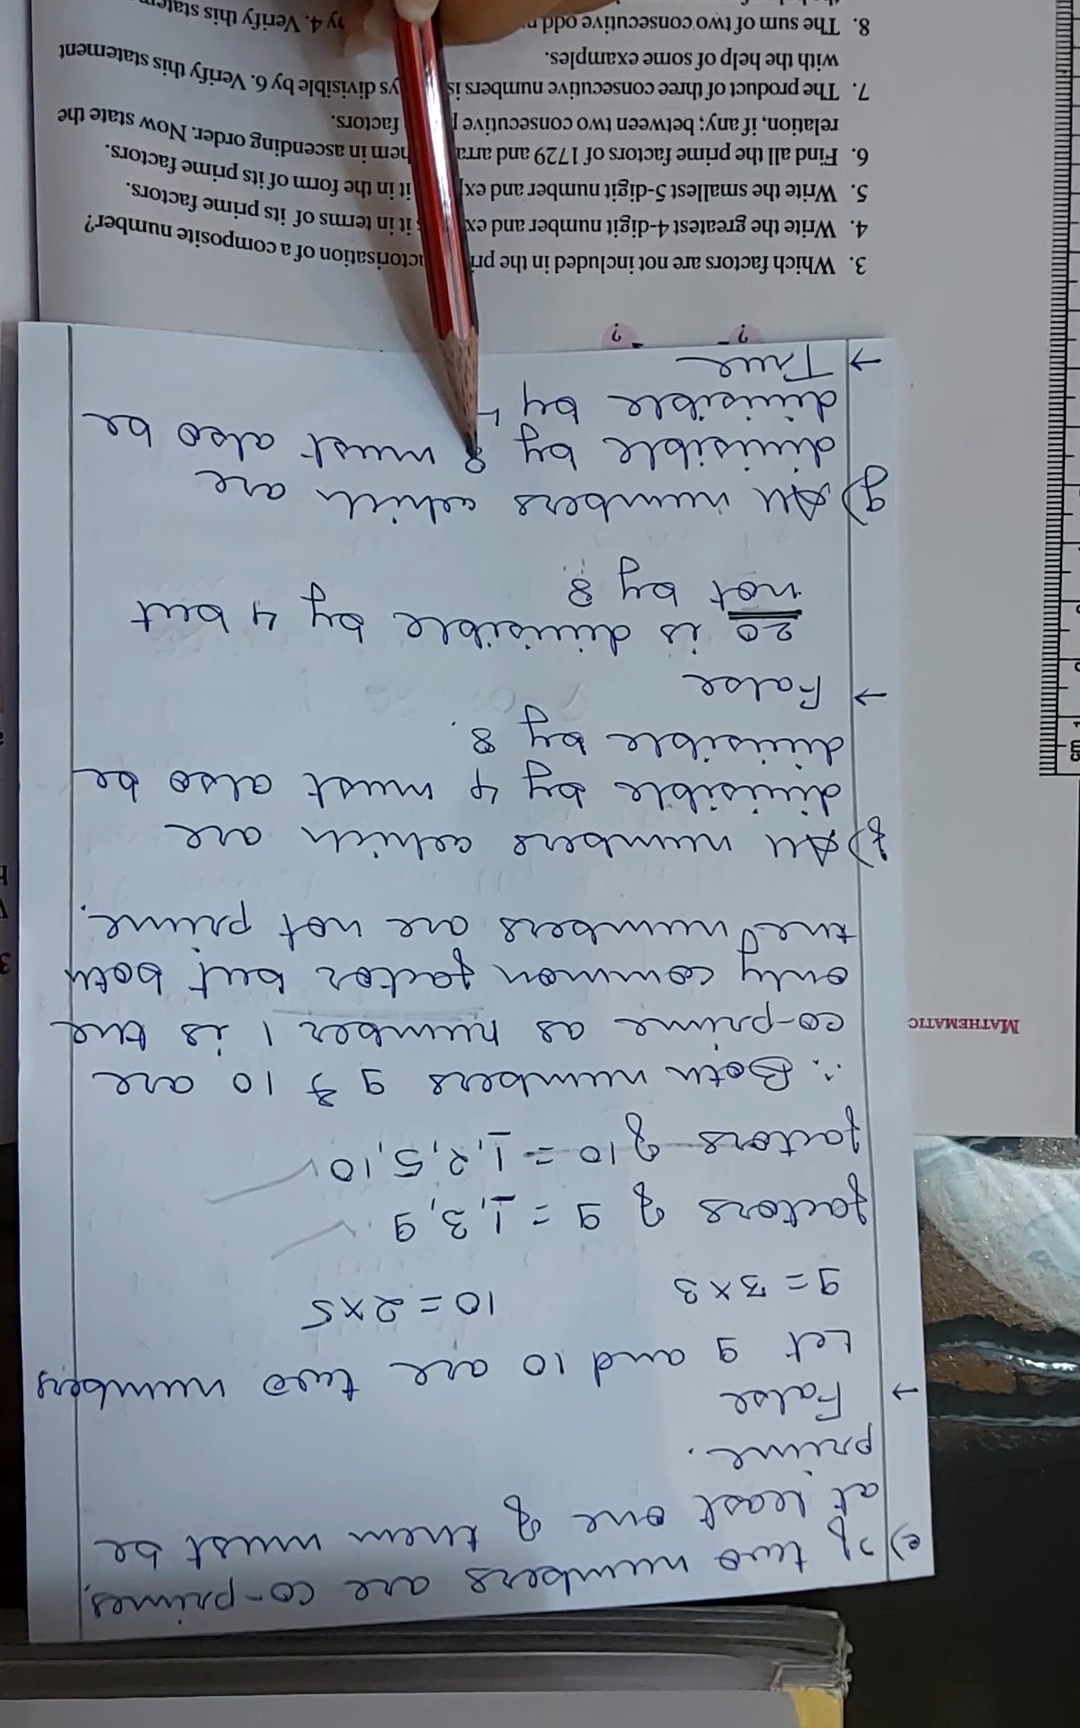 e) If two numbers are co-primes,
at least one of them must be
prime.
→ False
Let 9 and 10 are two numbers
9 = 3 × 3 10 = 2 × 5
factors of 9 = 1, 3, 9
factors of 10 = 1, 2, 5, 10
∴ Both numbers 9 & 10 are
co-prime as number 1 is the
only common factor but both
the numbers are not prime.
f) All numbers which are
divisible by 4 must also be
divisible by 8.
→ False
20 is divisible by 4 but
not by 8
g) All numbers which are
divisible by 8 must also be
divisible by
→ True
? ?
3. Which factors are not included in the ctorisation of a composite number?
4. Write the greatest 4-digit number and it in terms of its prime factors.
5. Write the smallest 5-digit number and it in the form of its prime factors.
6. Find all the prime factors of 1729 and hem in ascending order. Now state the
relation, if any; between two consecutive factors.
7. The product of three consecutive numbers is ys divisible by 6. Verify this statement
with the help of some examples.
8. The sum of two consecutive odd by 4. Verify this
MATHEMATIC
cm 1